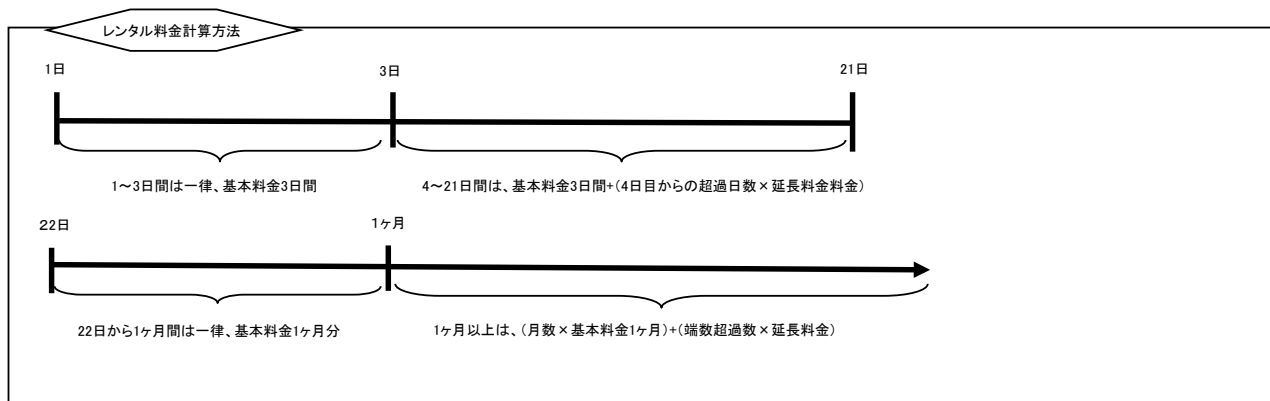 レンタル料金計算方法
1日
3日
21日
1～3日間は一律、基本料金3日間
4～21日間は、基本料金3日間+(4日目からの超過日数×延長料金料金)
22日
1ヶ月
22日から1ヶ月間は一律、基本料金1ヶ月分
1ヶ月以上は、(月数×基本料金1ヶ月)+(端数超過数×延長料金)